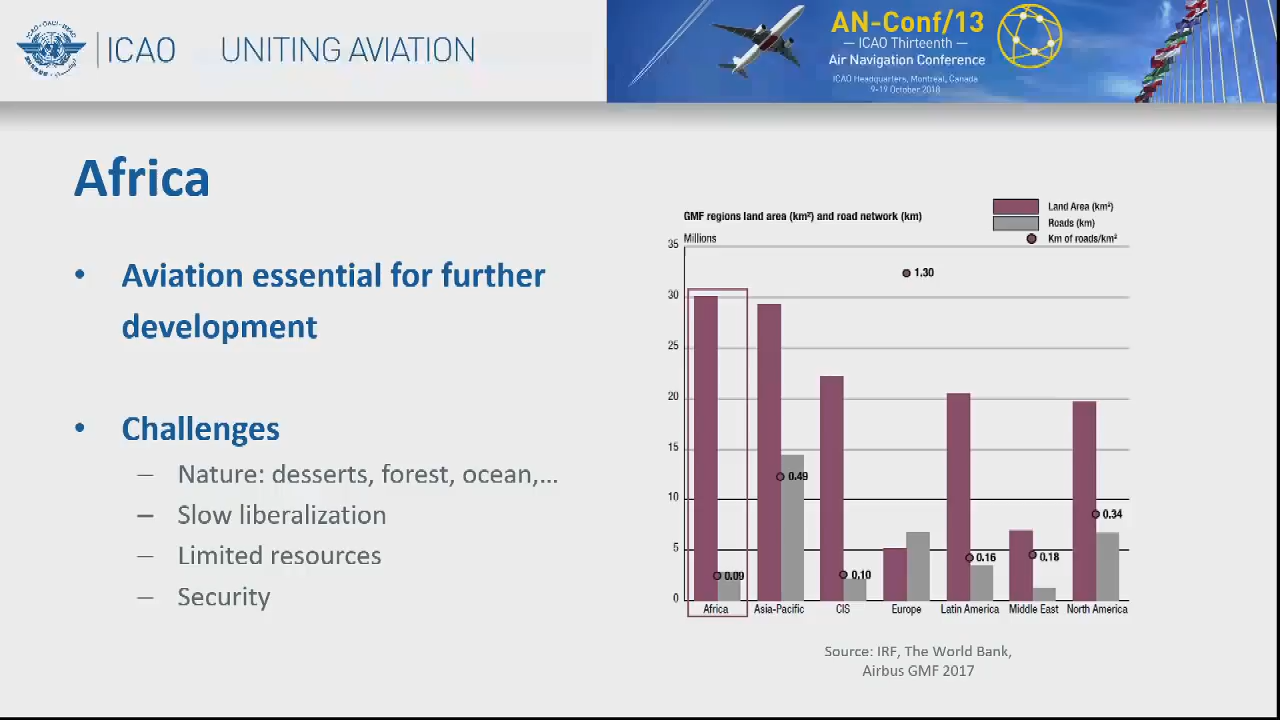 ICAO
UNITING AVIATION
AN-Conf/13
— ICAO Thirteenth —
Air Navigation Conference
ICAO Headquarters, Montreal, Canada
9-19 October 2018
Africa
• Aviation essential for further
development
• Challenges
– Nature: desserts, forest, ocean,...
– Slow liberalization
– Limited resources
– Security
GMF regions land area (km²) and road network (km)
Land Area (km²)
Roads (km)
Km of roads/km²
Millions
35
30
25
20
15
10
5
0
1.30
0.49
0.34
0.16
0.18
0.09
0.10
Africa
Asia-Pacific
CIS
Europe
Latin America
Middle East
North America
Source: IRF, The World Bank,
Airbus GMF 2017